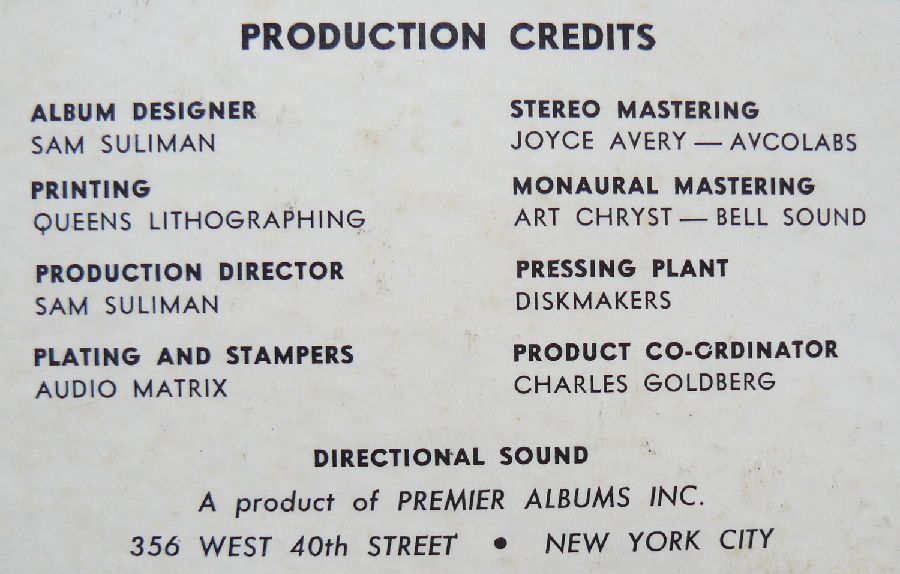 PRODUCTION CREDITS
ALBUM DESIGNER
SAM SULIMAN
PRINTING
QUEENS LITHOGRAPHING
PRODUCTION DIRECTOR
SAM SULIMAN
PLATING AND STAMPERS
AUDIO MATRIX
STEREO MASTERING
JOYCE AVERY — AVCOLABS
MONAURAL MASTERING
ART CHRYST — BELL SOUND
PRESSING PLANT
DISKMAKERS
PRODUCT CO-ORDINATOR
CHARLES GOLDBERG
DIRECTIONAL SOUND
A product of PREMIER ALBUMS INC.
356 WEST 40th STREET • NEW YORK CITY